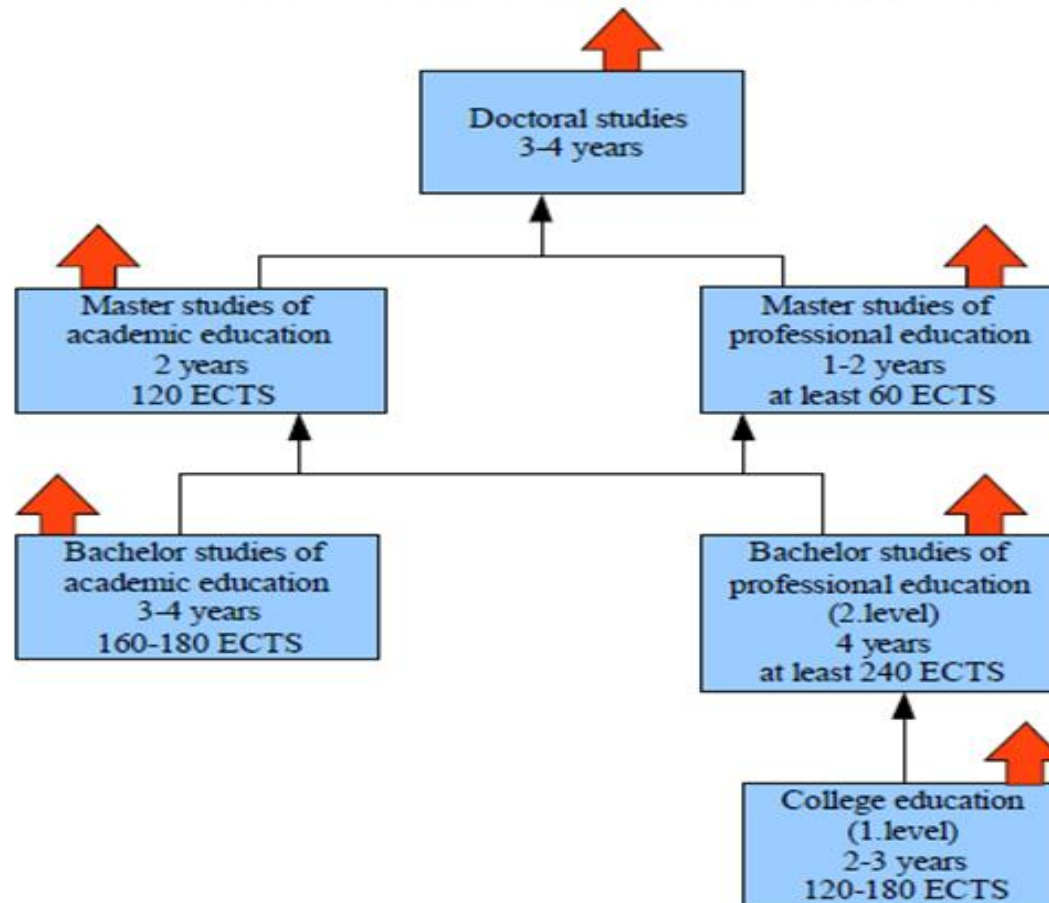 Doctoral studies
3-4 years
Master studies of
academic education
2 years
120 ECTS
Master studies of
professional education
1-2 years
at least 60 ECTS
Bachelor studies of
academic education
3-4 years
160-180 ECTS
Bachelor studies of
professional education
(2.level)
4 years
at least 240 ECTS
College education
(1.level)
2-3 years
120-180 ECTS